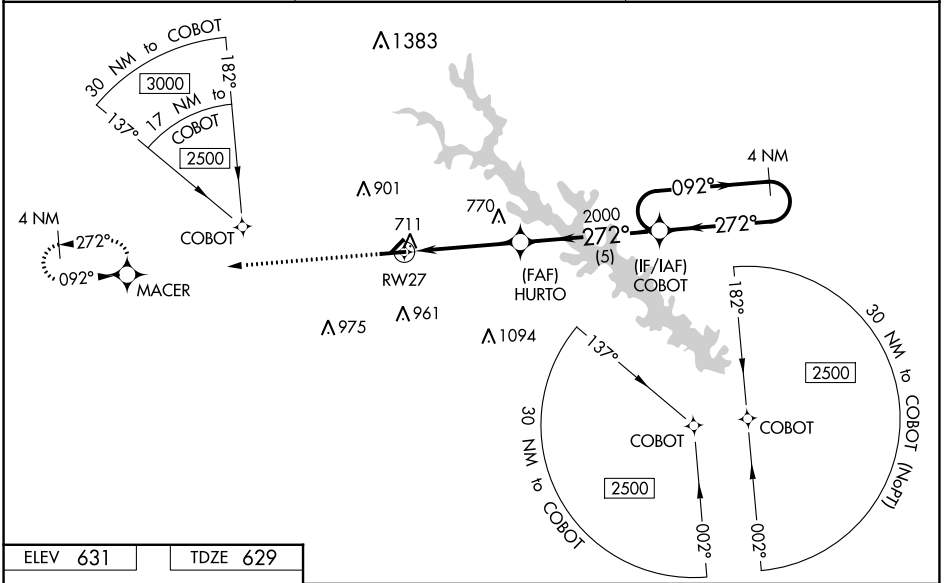 1383
30 NM to COBOT
3000
182°
137°
17 NM to
COBOT
2500
COBOT
4 NM
272°
092°
MACER
901
711
RW27
770
2000
272°
(5)
(FAF)
HURTO
(IF/IAF)
COBOT
4 NM
092°
272°
975
961
1094
137°
30 NM to COBOT
COBOT
2500
002°
182°
30 NM to COBOT (NoPT)
2500
COBOT
002°
ELEV 631
TDZE 629